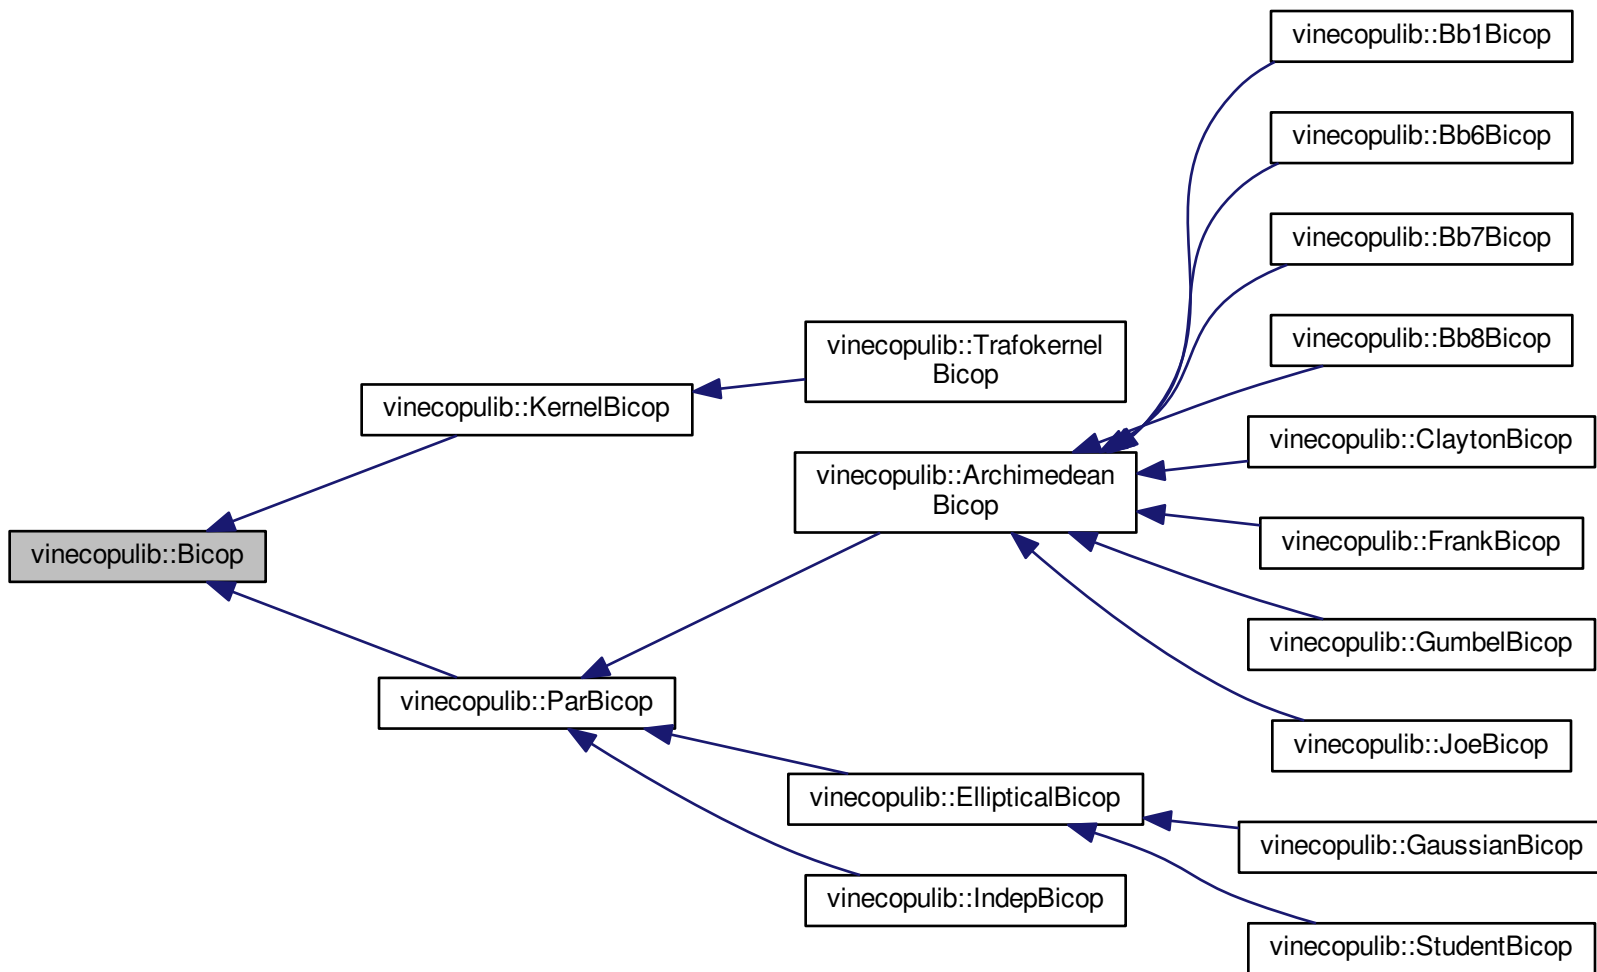 vinecopulib::Bb1Bicop
vinecopulib::Bb6Bicop
vinecopulib::Bb7Bicop
vinecopulib::Bb8Bicop
vinecopulib::Trafokernel
Bicop
vinecopulib::KernelBicop
vinecopulib::ClaytonBicop
vinecopulib::Archimedean
Bicop
vinecopulib::FrankBicop
vinecopulib::Bicop
vinecopulib::GumbelBicop
vinecopulib::ParBicop
vinecopulib::JoeBicop
vinecopulib::EllipticalBicop
vinecopulib::GaussianBicop
vinecopulib::IndepBicop
vinecopulib::StudentBicop